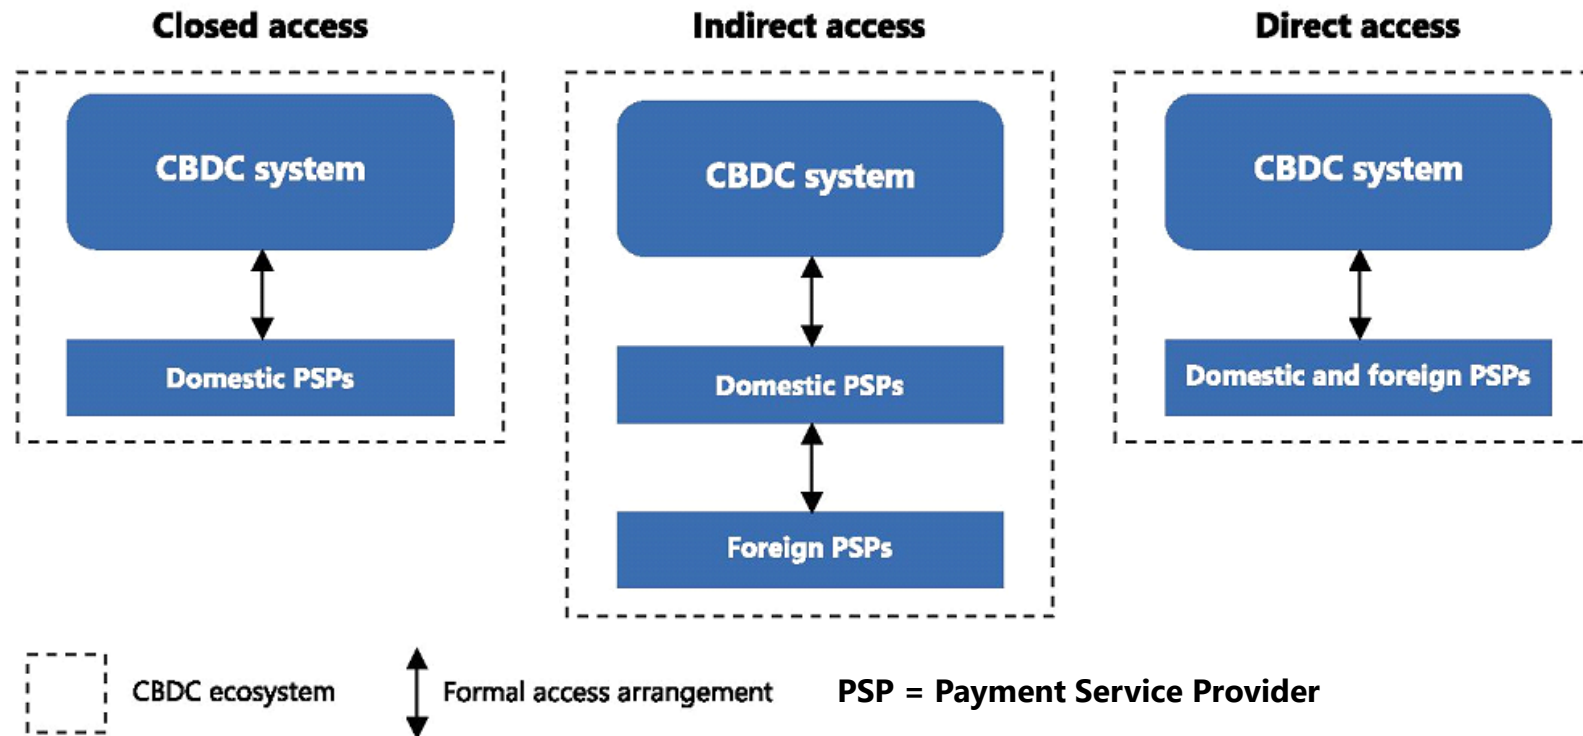 Closed access
CBDC system
Domestic PSPs
Indirect access
CBDC system
Domestic PSPs
Foreign PSPs
Direct access
CBDC system
Domestic and foreign PSPs
CBDC ecosystem
Formal access arrangement
PSP = Payment Service Provider